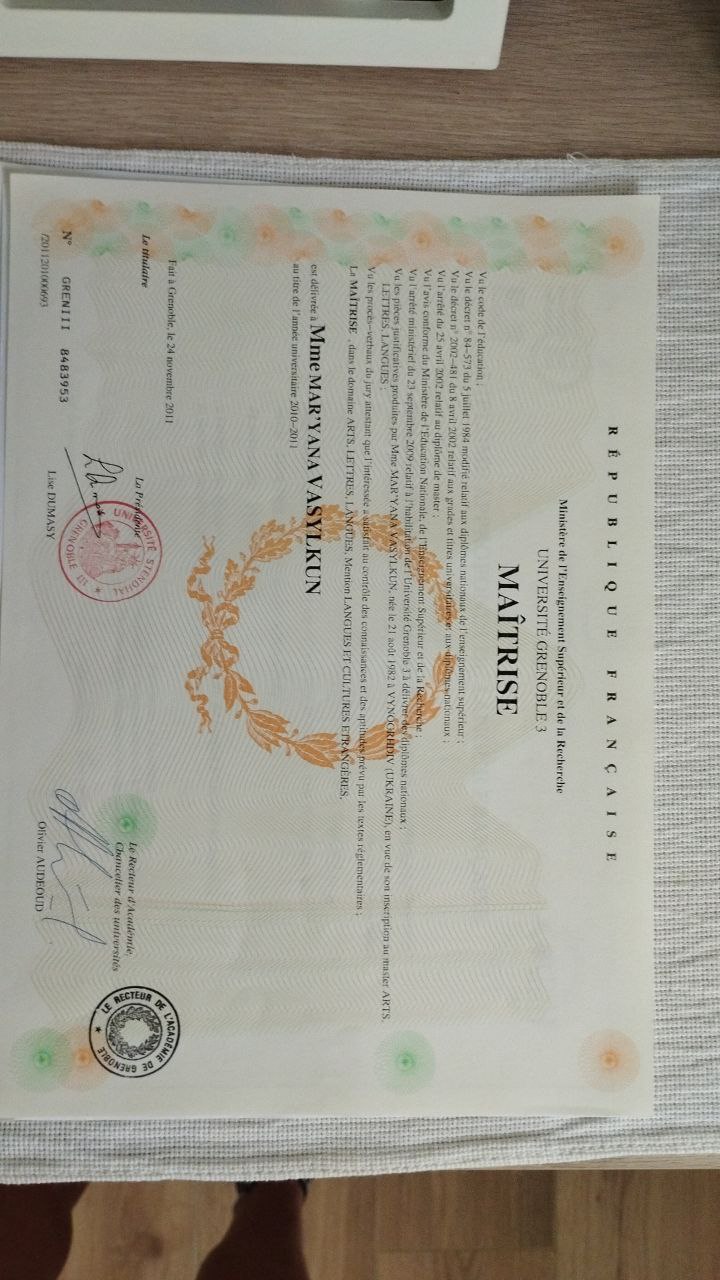 RÉPUBLIQUE FRANÇAISE
Ministère de l'Enseignement Supérieur et de la Recherche
UNIVERSITÉ GRENOBLE 3
MAÎTRISE
Vu le code de l'éducation ;
Vu le décret n° 84-573 du 5 juillet 1984 modifié relatif aux diplômes nationaux de l'enseignement supérieur ;
Vu le décret n° 2002-481 du 8 avril 2002 relatif aux grades et titres universitaires et aux diplômes nationaux ;
Vu l'arrêté du 25 avril 2002 relatif au diplôme de master ;
Vu l'avis conforme du Ministère de l'Education Nationale, de l'Enseignement Supérieur et de la Recherche ;
Vu l'arrêté ministériel du 23 septembre 2009 relatif à l'habilitation de l'Université Grenoble 3 à délivrer des diplômes nationaux ;
Vu les pièces justificatives produites par Mme MAR'YANA VASYLKUN, née le 21 août 1982 à VYNOGRHDIV (UKRAINE), en vue de son inscription au master ARTS,
LETTRES, LANGUES ;
Vu les procès-verbaux du jury attestant que l'intéressée a satisfait au contrôle des connaissances et des aptitudes prévu par les textes réglementaires ;
La MAÎTRISE , dans le domaine ARTS, LETTRES, LANGUES, Mention LANGUES ET CULTURES ETRANGÈRES,
est délivrée à Mme MAR'YANA VASYLKUN
au titre de l'année universitaire 2010-2011
Fait à Grenoble, le 24 novembre 2011
Le titulaire
La Présidente
Le Recteur d'Académie,
Chancelier des universités
UNIVERSITÉ STENDHAL
GRENOBLE III
LE RECTEUR DE L'ACADÉMIE DE GRENOBLE
Lise DUMASY
Olivier AUDEOUD
N° GRENIII 8483953
/2011201000693